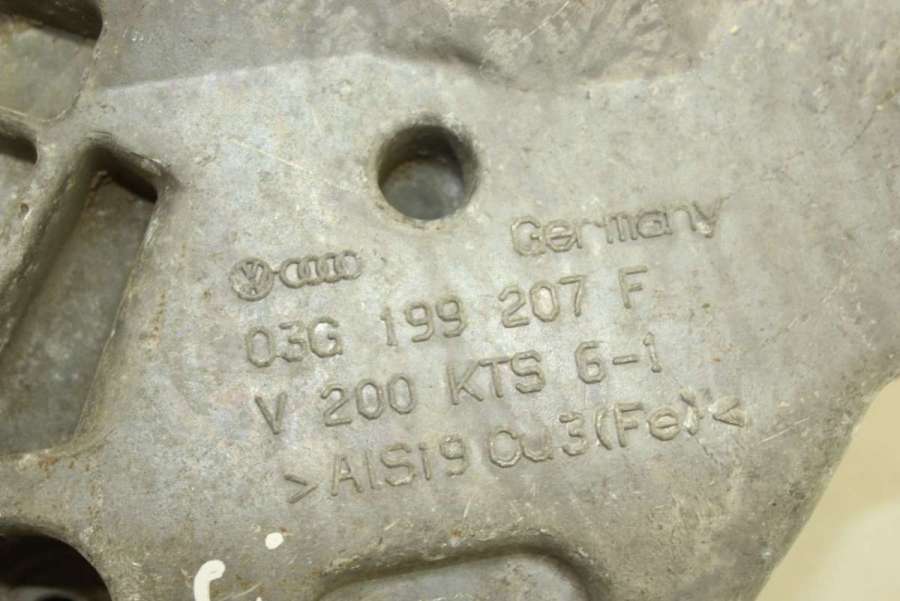 Germany
03G 199 207 F
V 200 KTS 6-1
>AlSi9Cu3(Fe)<